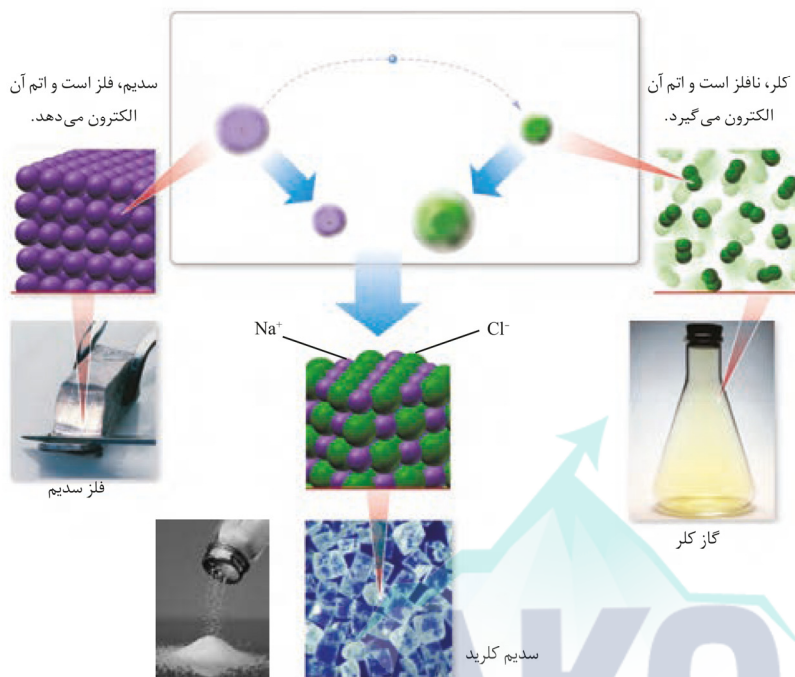 کلر، نافلز است و اتم آن
الکترون می‌گیرد.
سدیم، فلز است و اتم آن
الکترون می‌دهد.
Na⁺
Cl⁻
فلز سدیم
گاز کلر
سدیم کلرید
AKO